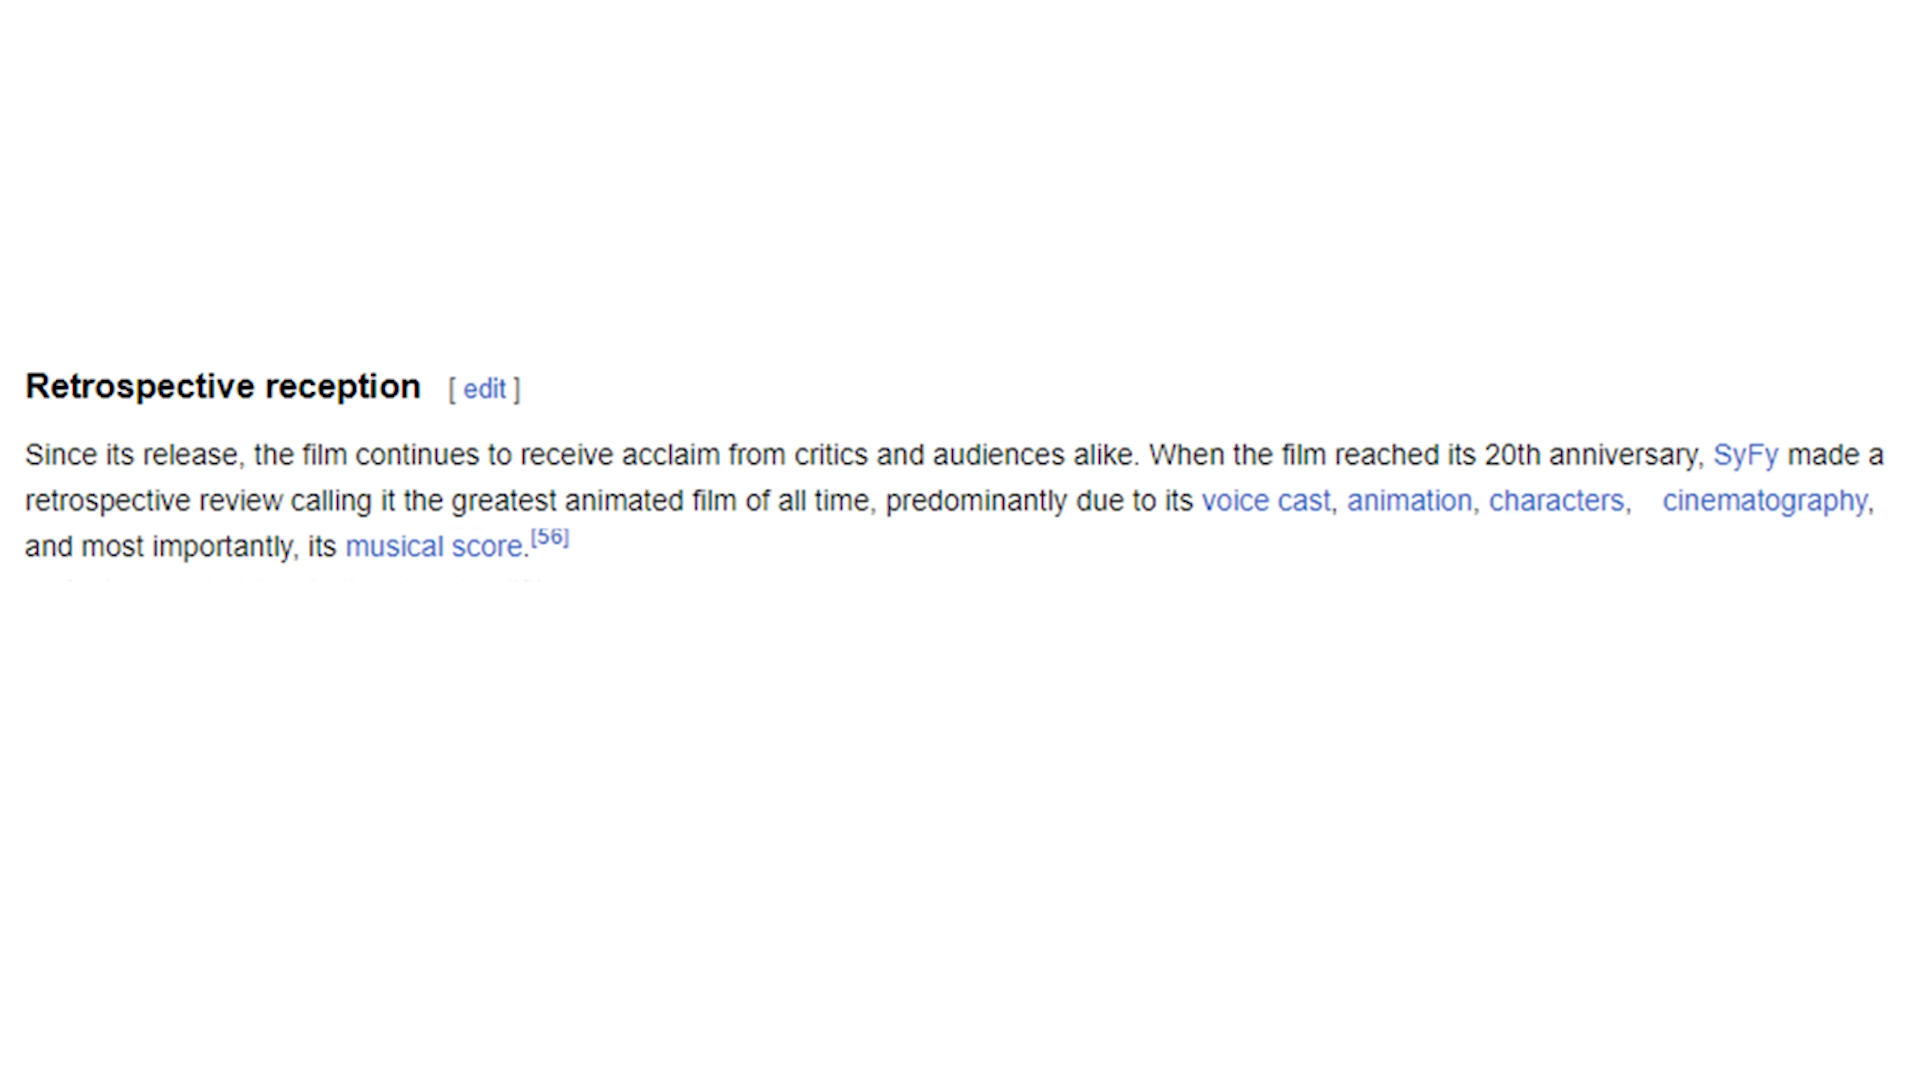 Retrospective reception [ edit ]
Since its release, the film continues to receive acclaim from critics and audiences alike. When the film reached its 20th anniversary, SyFy made a
retrospective review calling it the greatest animated film of all time, predominantly due to its voice cast, animation, characters, cinematography,
and most importantly, its musical score.[56]